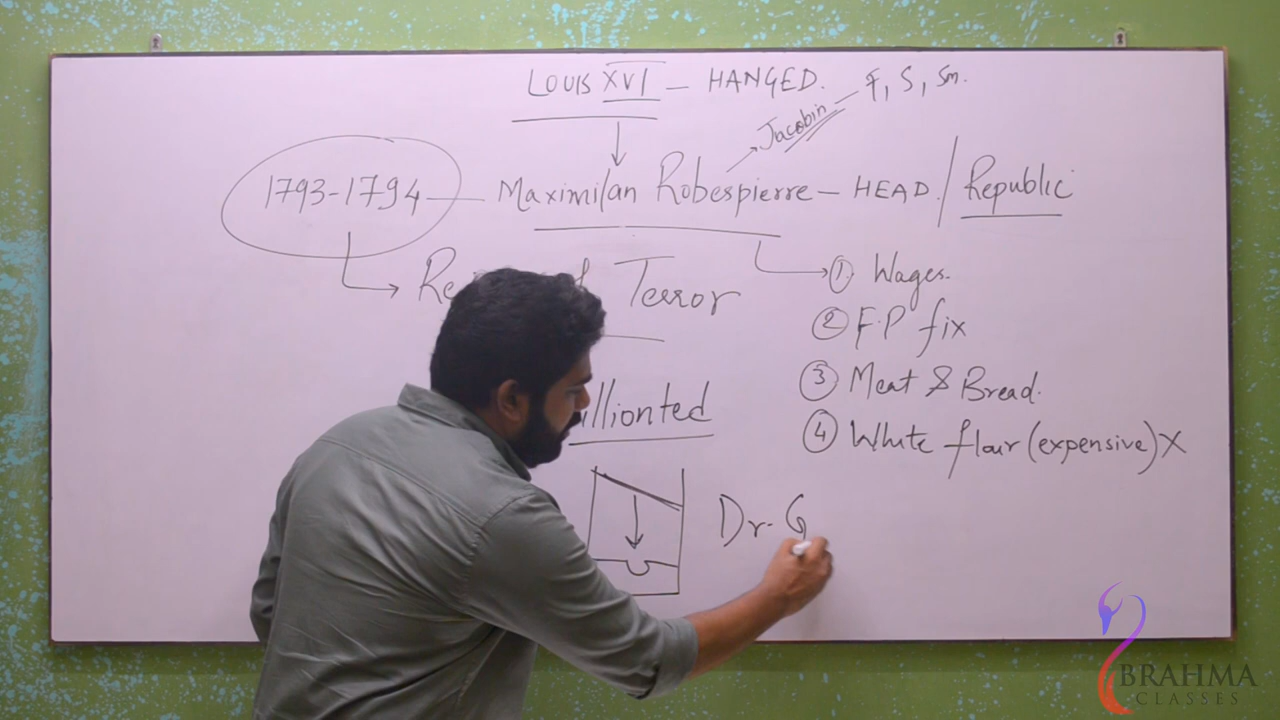 LOUIS XVI — HANGED.
Jacobin — F, S, Sm.
1793-1794 — Maximilan Robespierre — HEAD / Republic
Terror
① Wages.
② F.P fix
③ Meat & Bread.
④ White flour (expensive) X
illionted
Dr. G
BRAHMA
CLASSES